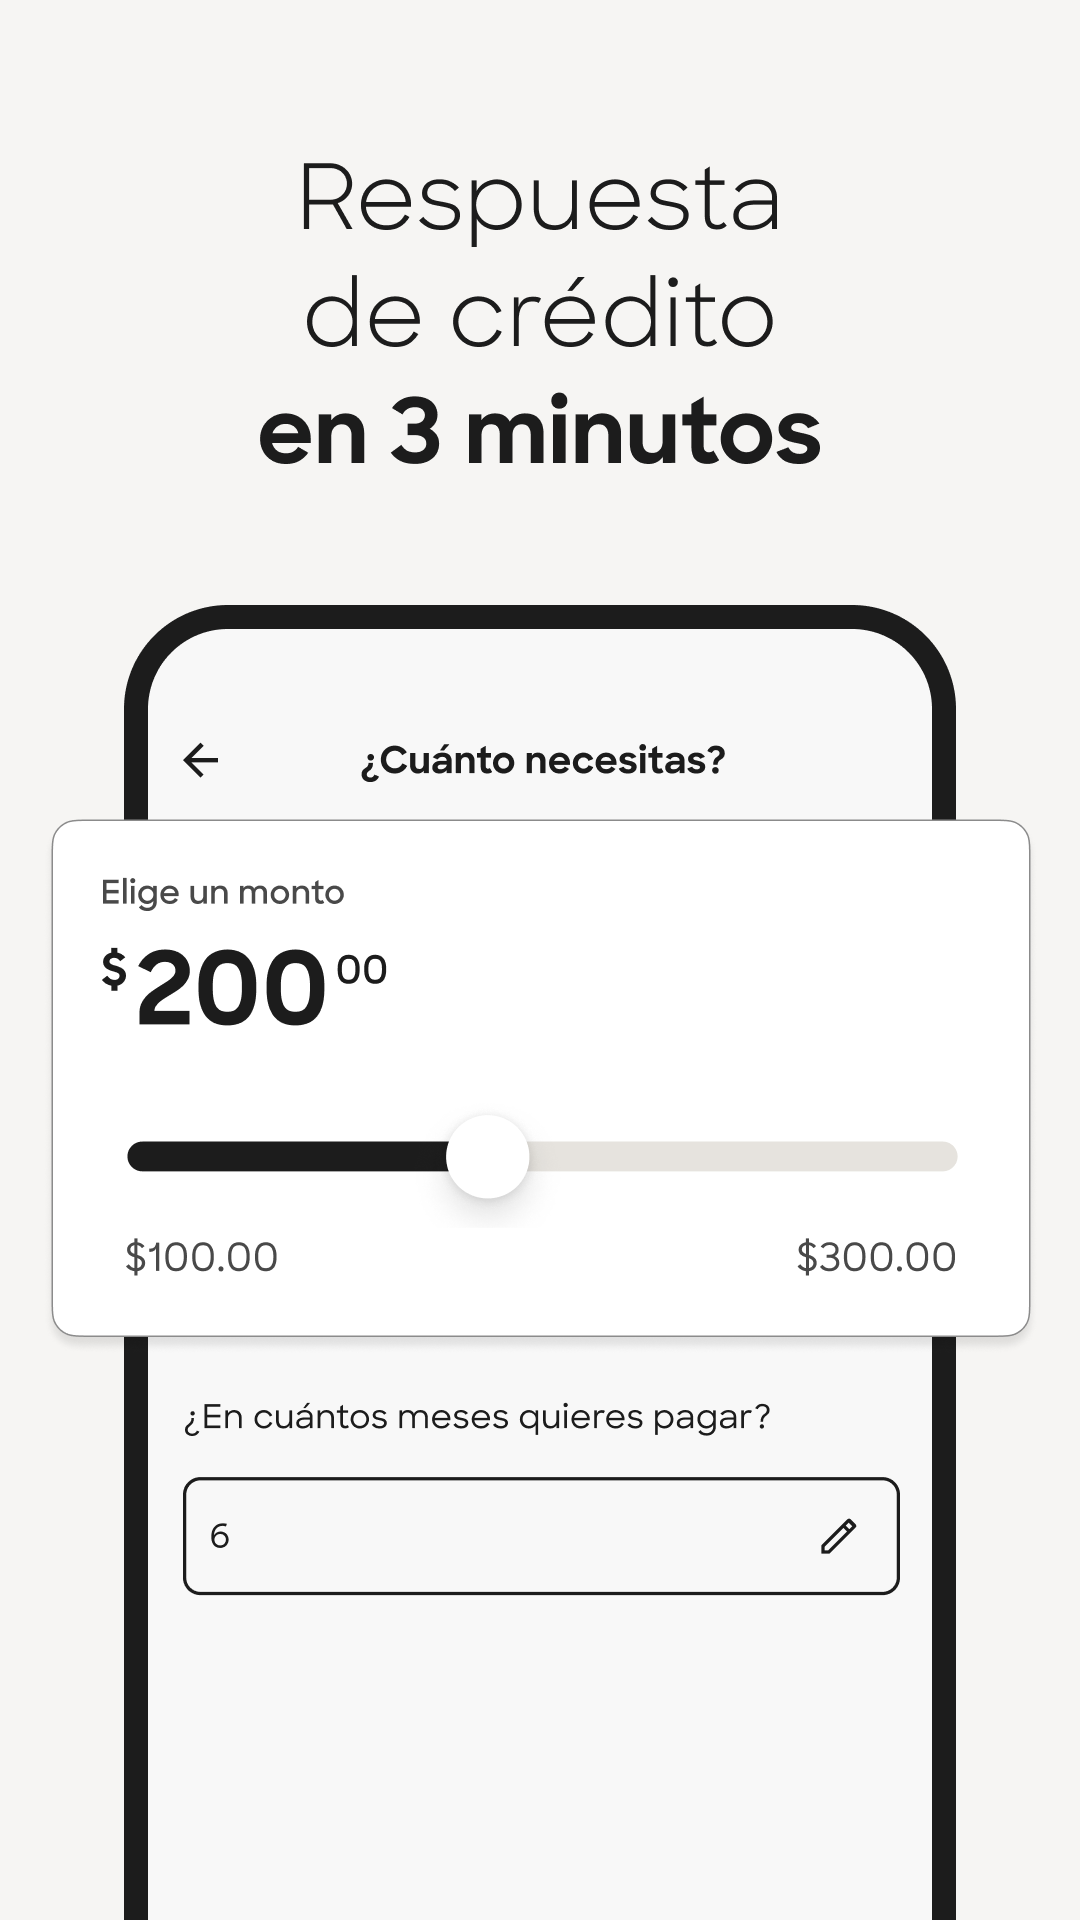 Respuesta
de crédito
en 3 minutos
¿Cuánto necesitas?
Elige un monto
$200 00
$100.00 $300.00
¿En cuántos meses quieres pagar?
6